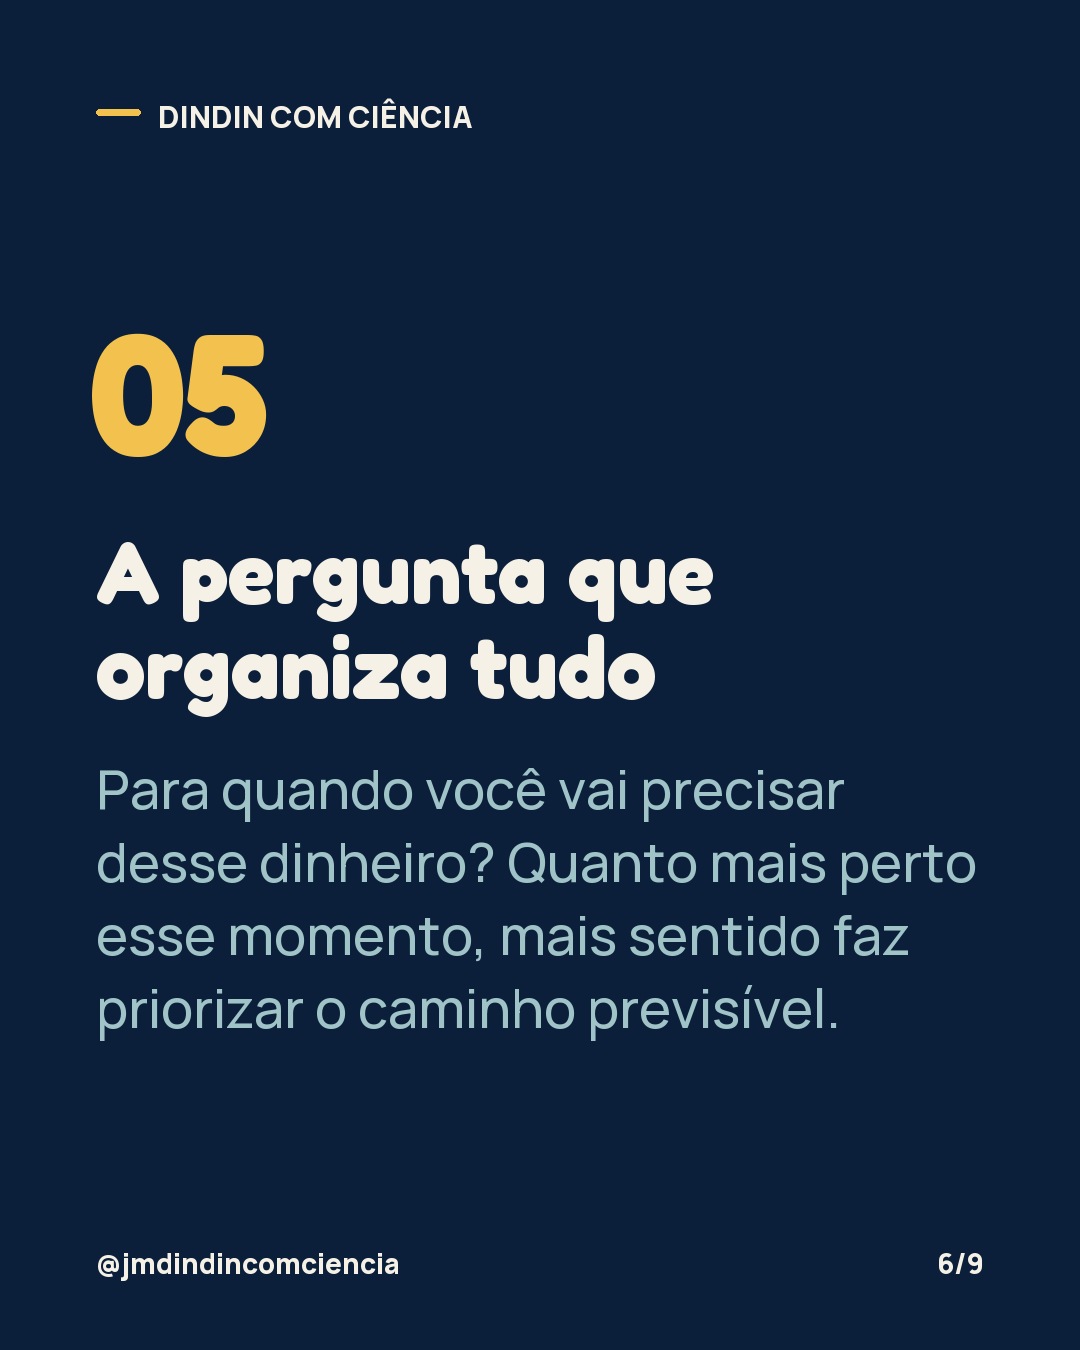 DINDIN COM CIÊNCIA
05
A pergunta que
organiza tudo
Para quando você vai precisar
desse dinheiro? Quanto mais perto
esse momento, mais sentido faz
priorizar o caminho previsível.
@jmdindincomciencia
6/9